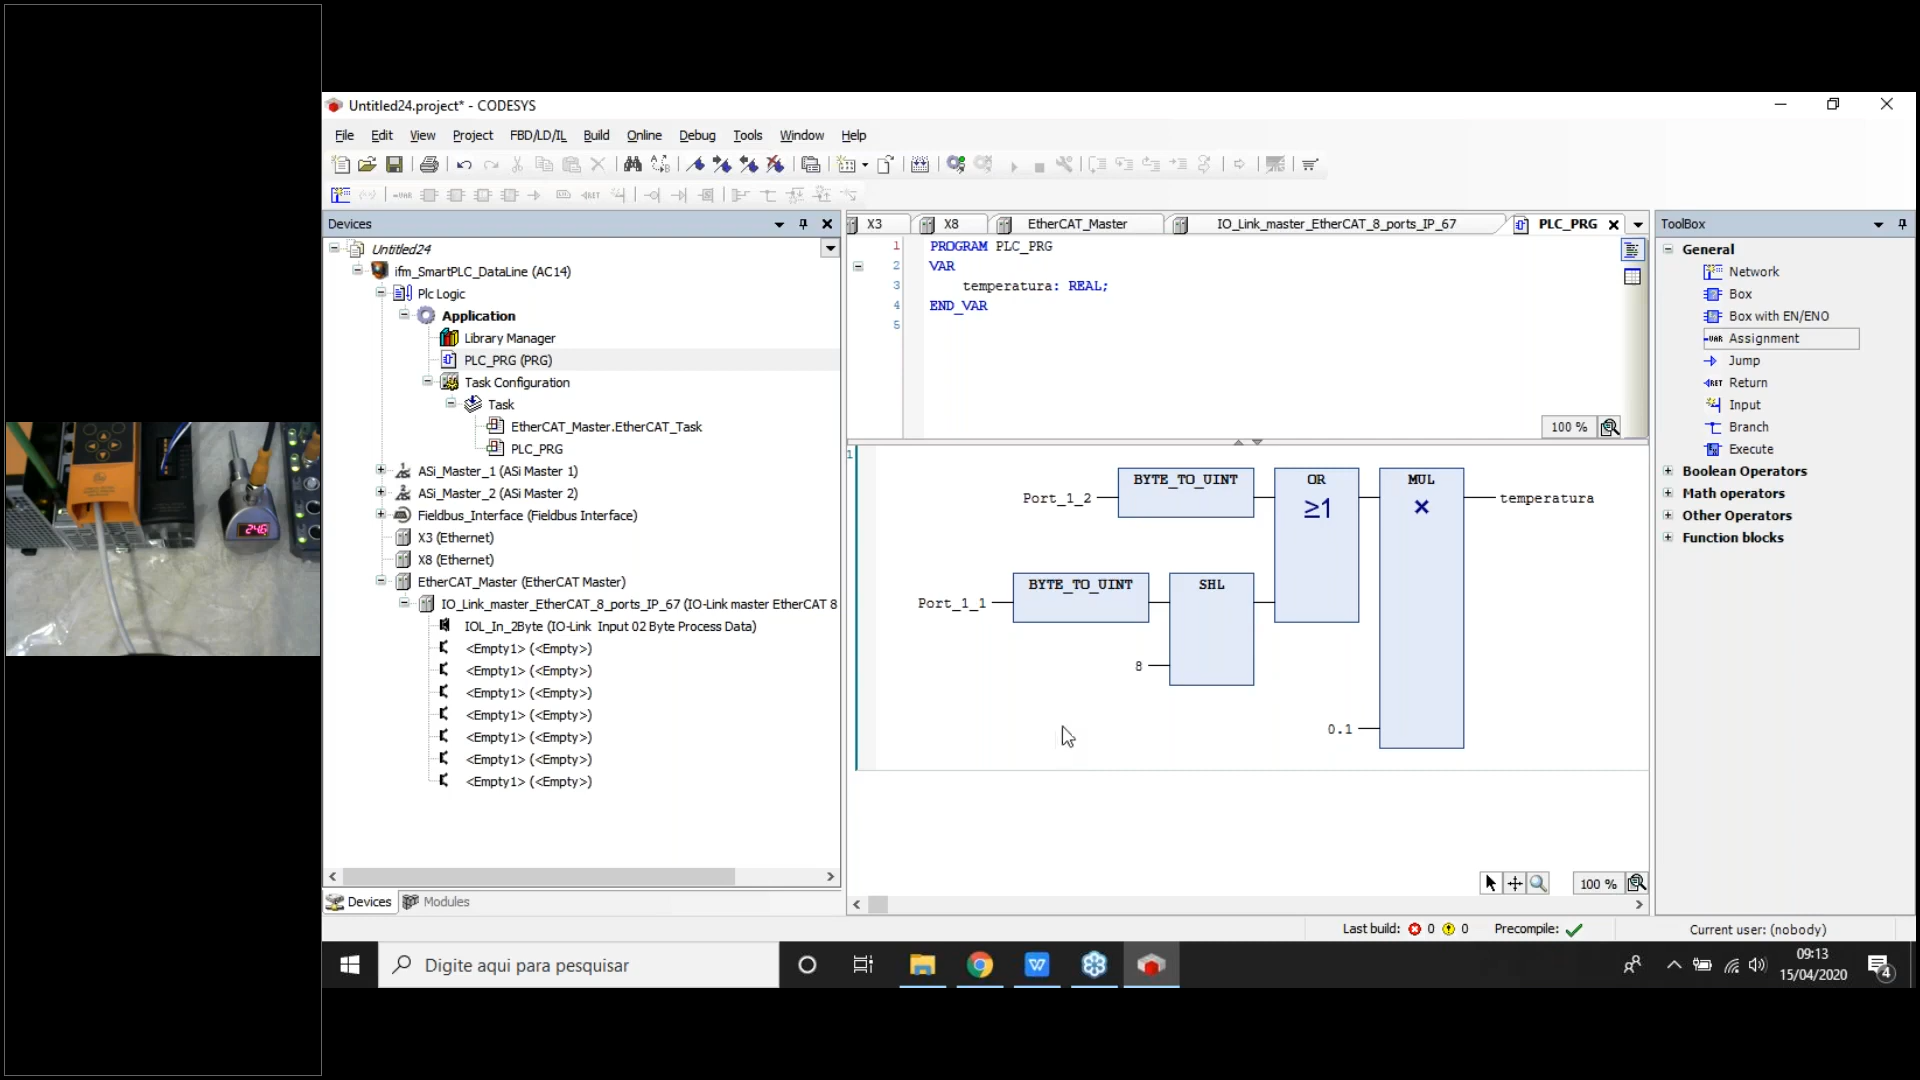 Untitled24.project* - CODESYS
File Edit View Project FBD/LD/IL Build Online Debug Tools Window Help
Devices
Untitled24
ifm_SmartPLC_DataLine (AC14)
Plc Logic
Application
Library Manager
PLC_PRG (PRG)
Task Configuration
Task
EtherCAT_Master.EtherCAT_Task
PLC_PRG
ASi_Master_1 (ASi Master 1)
ASi_Master_2 (ASi Master 2)
Fieldbus_Interface (Fieldbus Interface)
X3 (Ethernet)
X8 (Ethernet)
EtherCAT_Master (EtherCAT Master)
IO_Link_master_EtherCAT_8_ports_IP_67 (IO-Link master EtherCAT 8
IOL_In_2Byte (IO-Link Input 02 Byte Process Data)
<Empty1> (<Empty>)
<Empty1> (<Empty>)
<Empty1> (<Empty>)
<Empty1> (<Empty>)
<Empty1> (<Empty>)
<Empty1> (<Empty>)
<Empty1> (<Empty>)
Devices Modules
X3 X8 EtherCAT_Master IO_Link_master_EtherCAT_8_ports_IP_67 PLC_PRG
1 PROGRAM PLC_PRG
2 VAR
3 temperatura: REAL;
4 END_VAR
5
100 %
1
BYTE_TO_UINT OR MUL
≥1 ×
Port_1_2 temperatura
BYTE_TO_UINT SHL
Port_1_1
8
0.1
100 %
ToolBox
General
Network
Box
Box with EN/ENO
VAR Assignment
Jump
RET Return
Input
Branch
Execute
Boolean Operators
Math operators
Other Operators
Function blocks
Last build: 0 0 Precompile: Current user: (nobody)
Digite aqui para pesquisar
09:13
15/04/2020
4
246